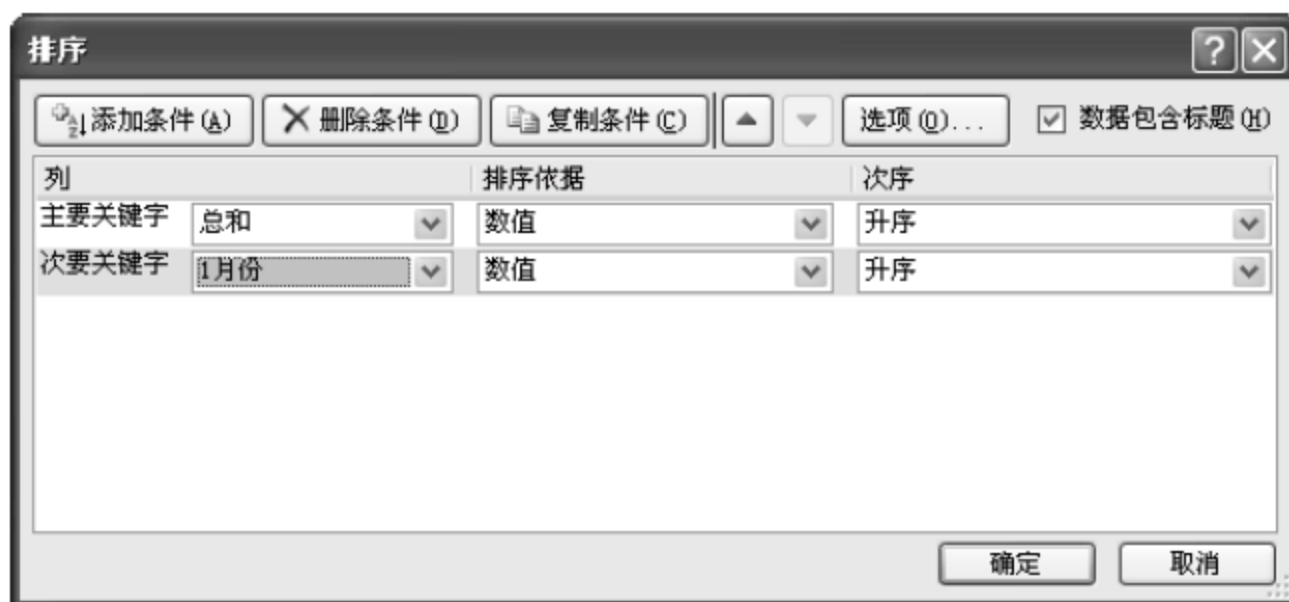 排序
添加条件(A) 删除条件(D) 复制条件(C) 选项(O)... 数据包含标题(H)
列 排序依据 次序
主要关键字 总和 数值 升序
次要关键字 1月份 数值 升序
确定 取消